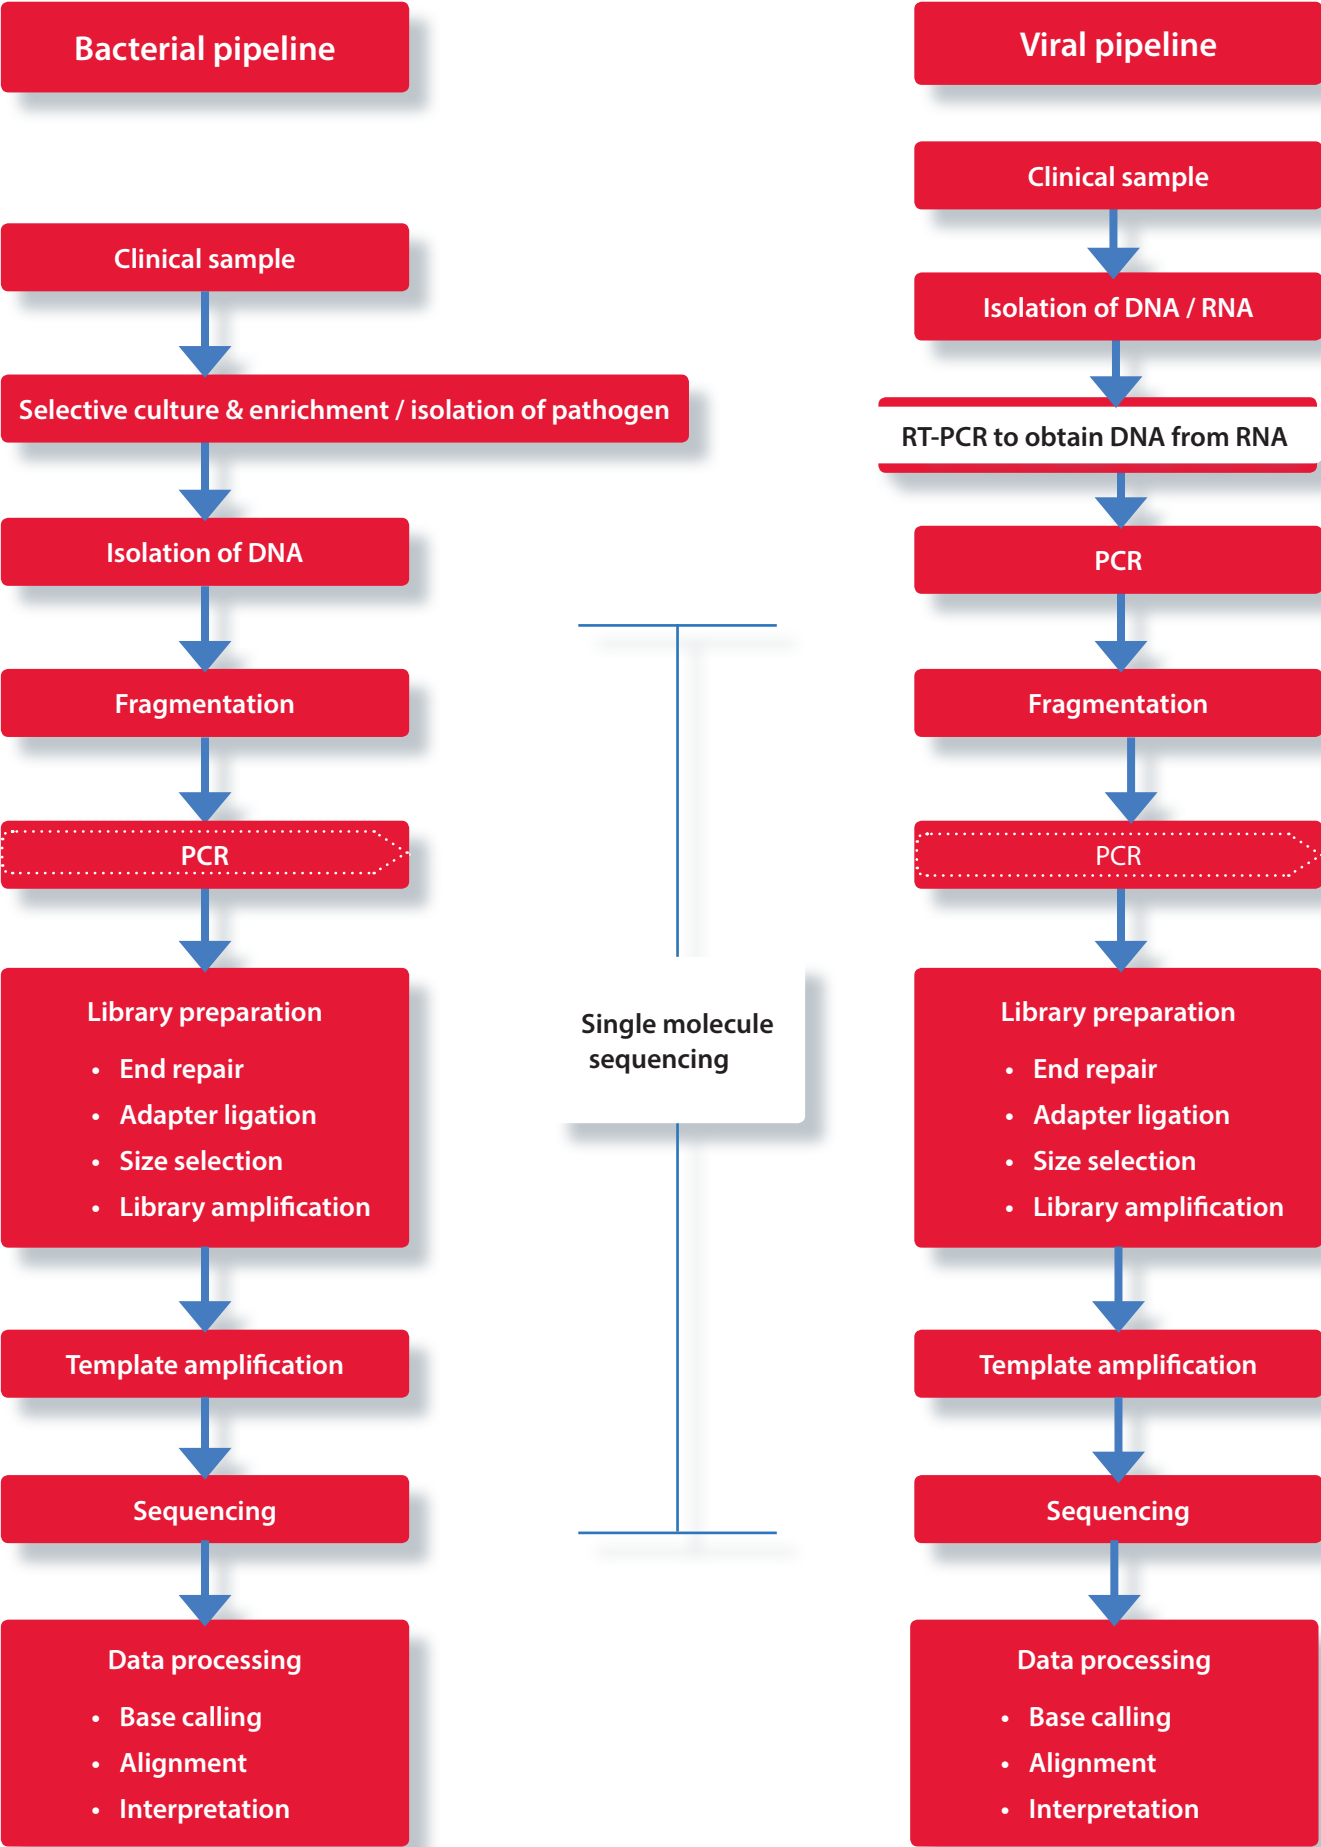 Bacterial pipeline
Clinical sample
Selective culture & enrichment / isolation of pathogen
Isolation of DNA
Fragmentation
PCR
Library preparation
• End repair
• Adapter ligation
• Size selection
• Library amplification
Template amplification
Sequencing
Data processing
• Base calling
• Alignment
• Interpretation
Single molecule
sequencing
Viral pipeline
Clinical sample
Isolation of DNA / RNA
RT-PCR to obtain DNA from RNA
PCR
Fragmentation
PCR
Library preparation
• End repair
• Adapter ligation
• Size selection
• Library amplification
Template amplification
Sequencing
Data processing
• Base calling
• Alignment
• Interpretation